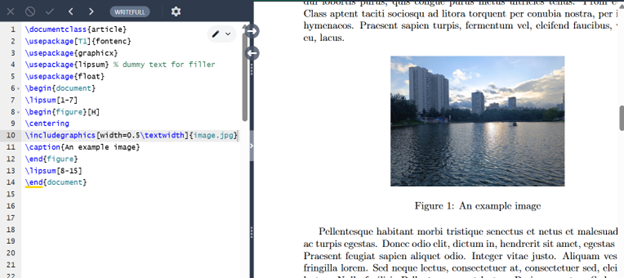 WRITEFULL
1 \documentclass{article}
2 \usepackage[T1]{fontenc}
3 \usepackage{graphicx}
4 \usepackage{lipsum} % dummy text for filler
5 \usepackage{float}
6 \begin{document}
7 \lipsum[1-7]
8 \begin{figure}[H]
9 \centering
10 \includegraphics[width=0.5\textwidth]{image.jpg}
11 \caption{An example image}
12 \end{figure}
13 \lipsum[8-15]
14 \end{document}
15
16
17
18
19
20
21
22
Class aptent taciti sociosqu ad litora torquent per conubia nostra, per i
hymenaeos. Praesent sapien turpis, fermentum vel, eleifend faucibus,
eu, lacus.
Figure 1: An example image
Pellentesque habitant morbi tristique senectus et netus et malesuad
ac turpis egestas. Donec odio elit, dictum in, hendrerit sit amet, egestas
Praesent feugiat sapien aliquet odio. Integer vitae justo. Aliquam ves
fringilla lorem. Sed neque lectus, consectetuer at, consectetuer sed, elei